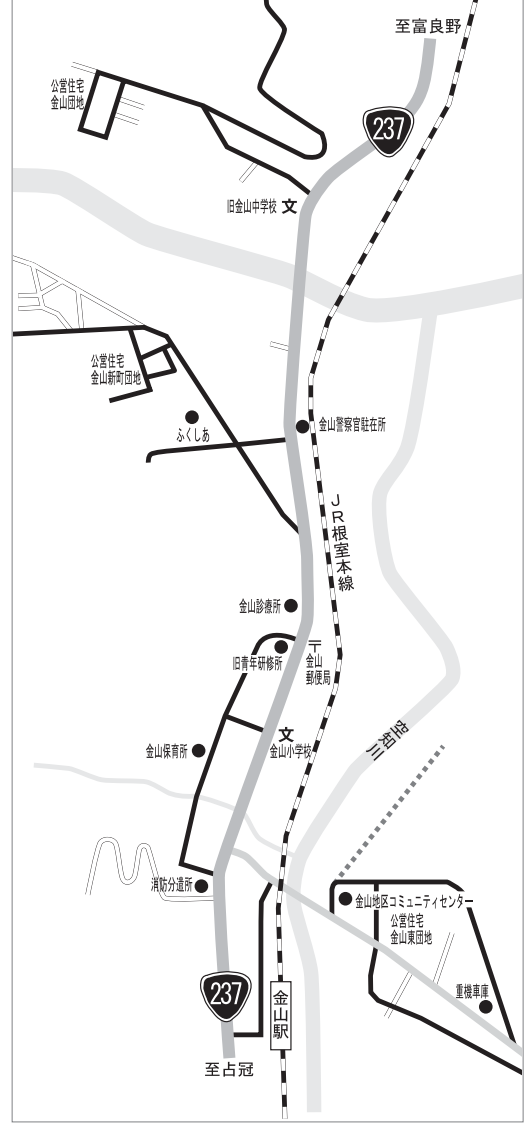 至富良野
公営住宅
金山団地
237
旧金山中学校 文
公営住宅
金山新町団地
ふくしあ
金山警察官駐在所
JR根室本線
金山診療所
旧青年研修所
〒
金山
郵便局
文
金山小学校
金山保育所
空知川
消防分遣所
金山地区コミュニティセンター
公営住宅
金山東団地
重機車庫
237
金山駅
至占冠